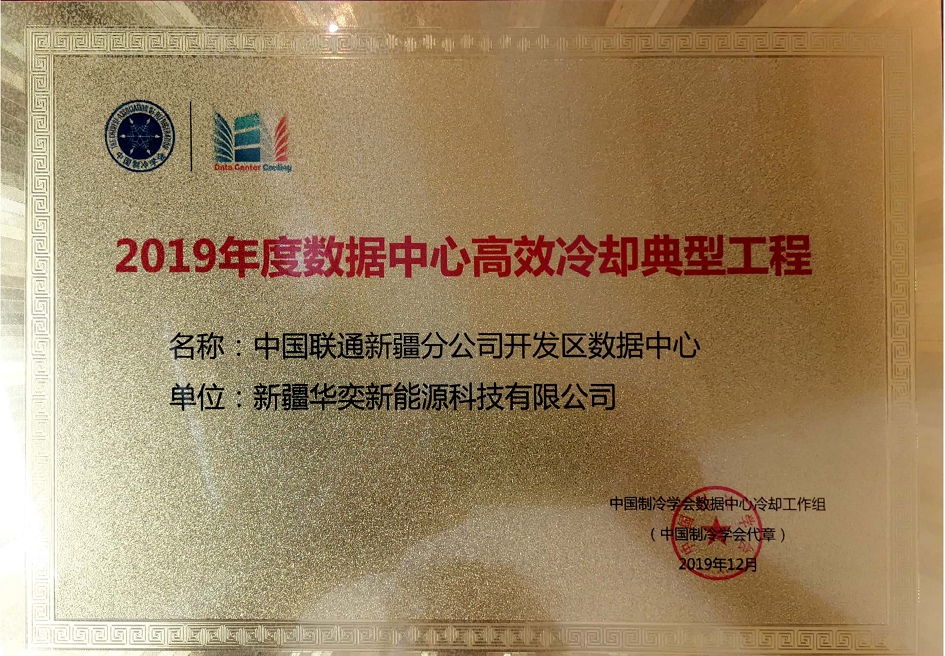 Data Center Cooling
2019年度数据中心高效冷却典型工程
名称：中国联通新疆分公司开发区数据中心
单位：新疆华奕新能源科技有限公司
中国制冷学会数据中心冷却工作组
（中国制冷学会代章）
2019年12月